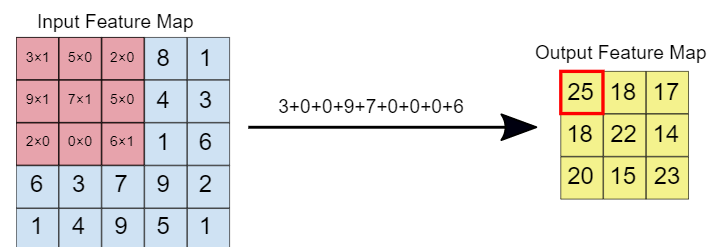 Input Feature Map
3×1 5×0 2×0 8 1
9×1 7×1 5×0 4 3
2×0 0×0 6×1 1 6
6 3 7 9 2
1 4 9 5 1
3+0+0+9+7+0+0+0+6
Output Feature Map
25 18 17
18 22 14
20 15 23